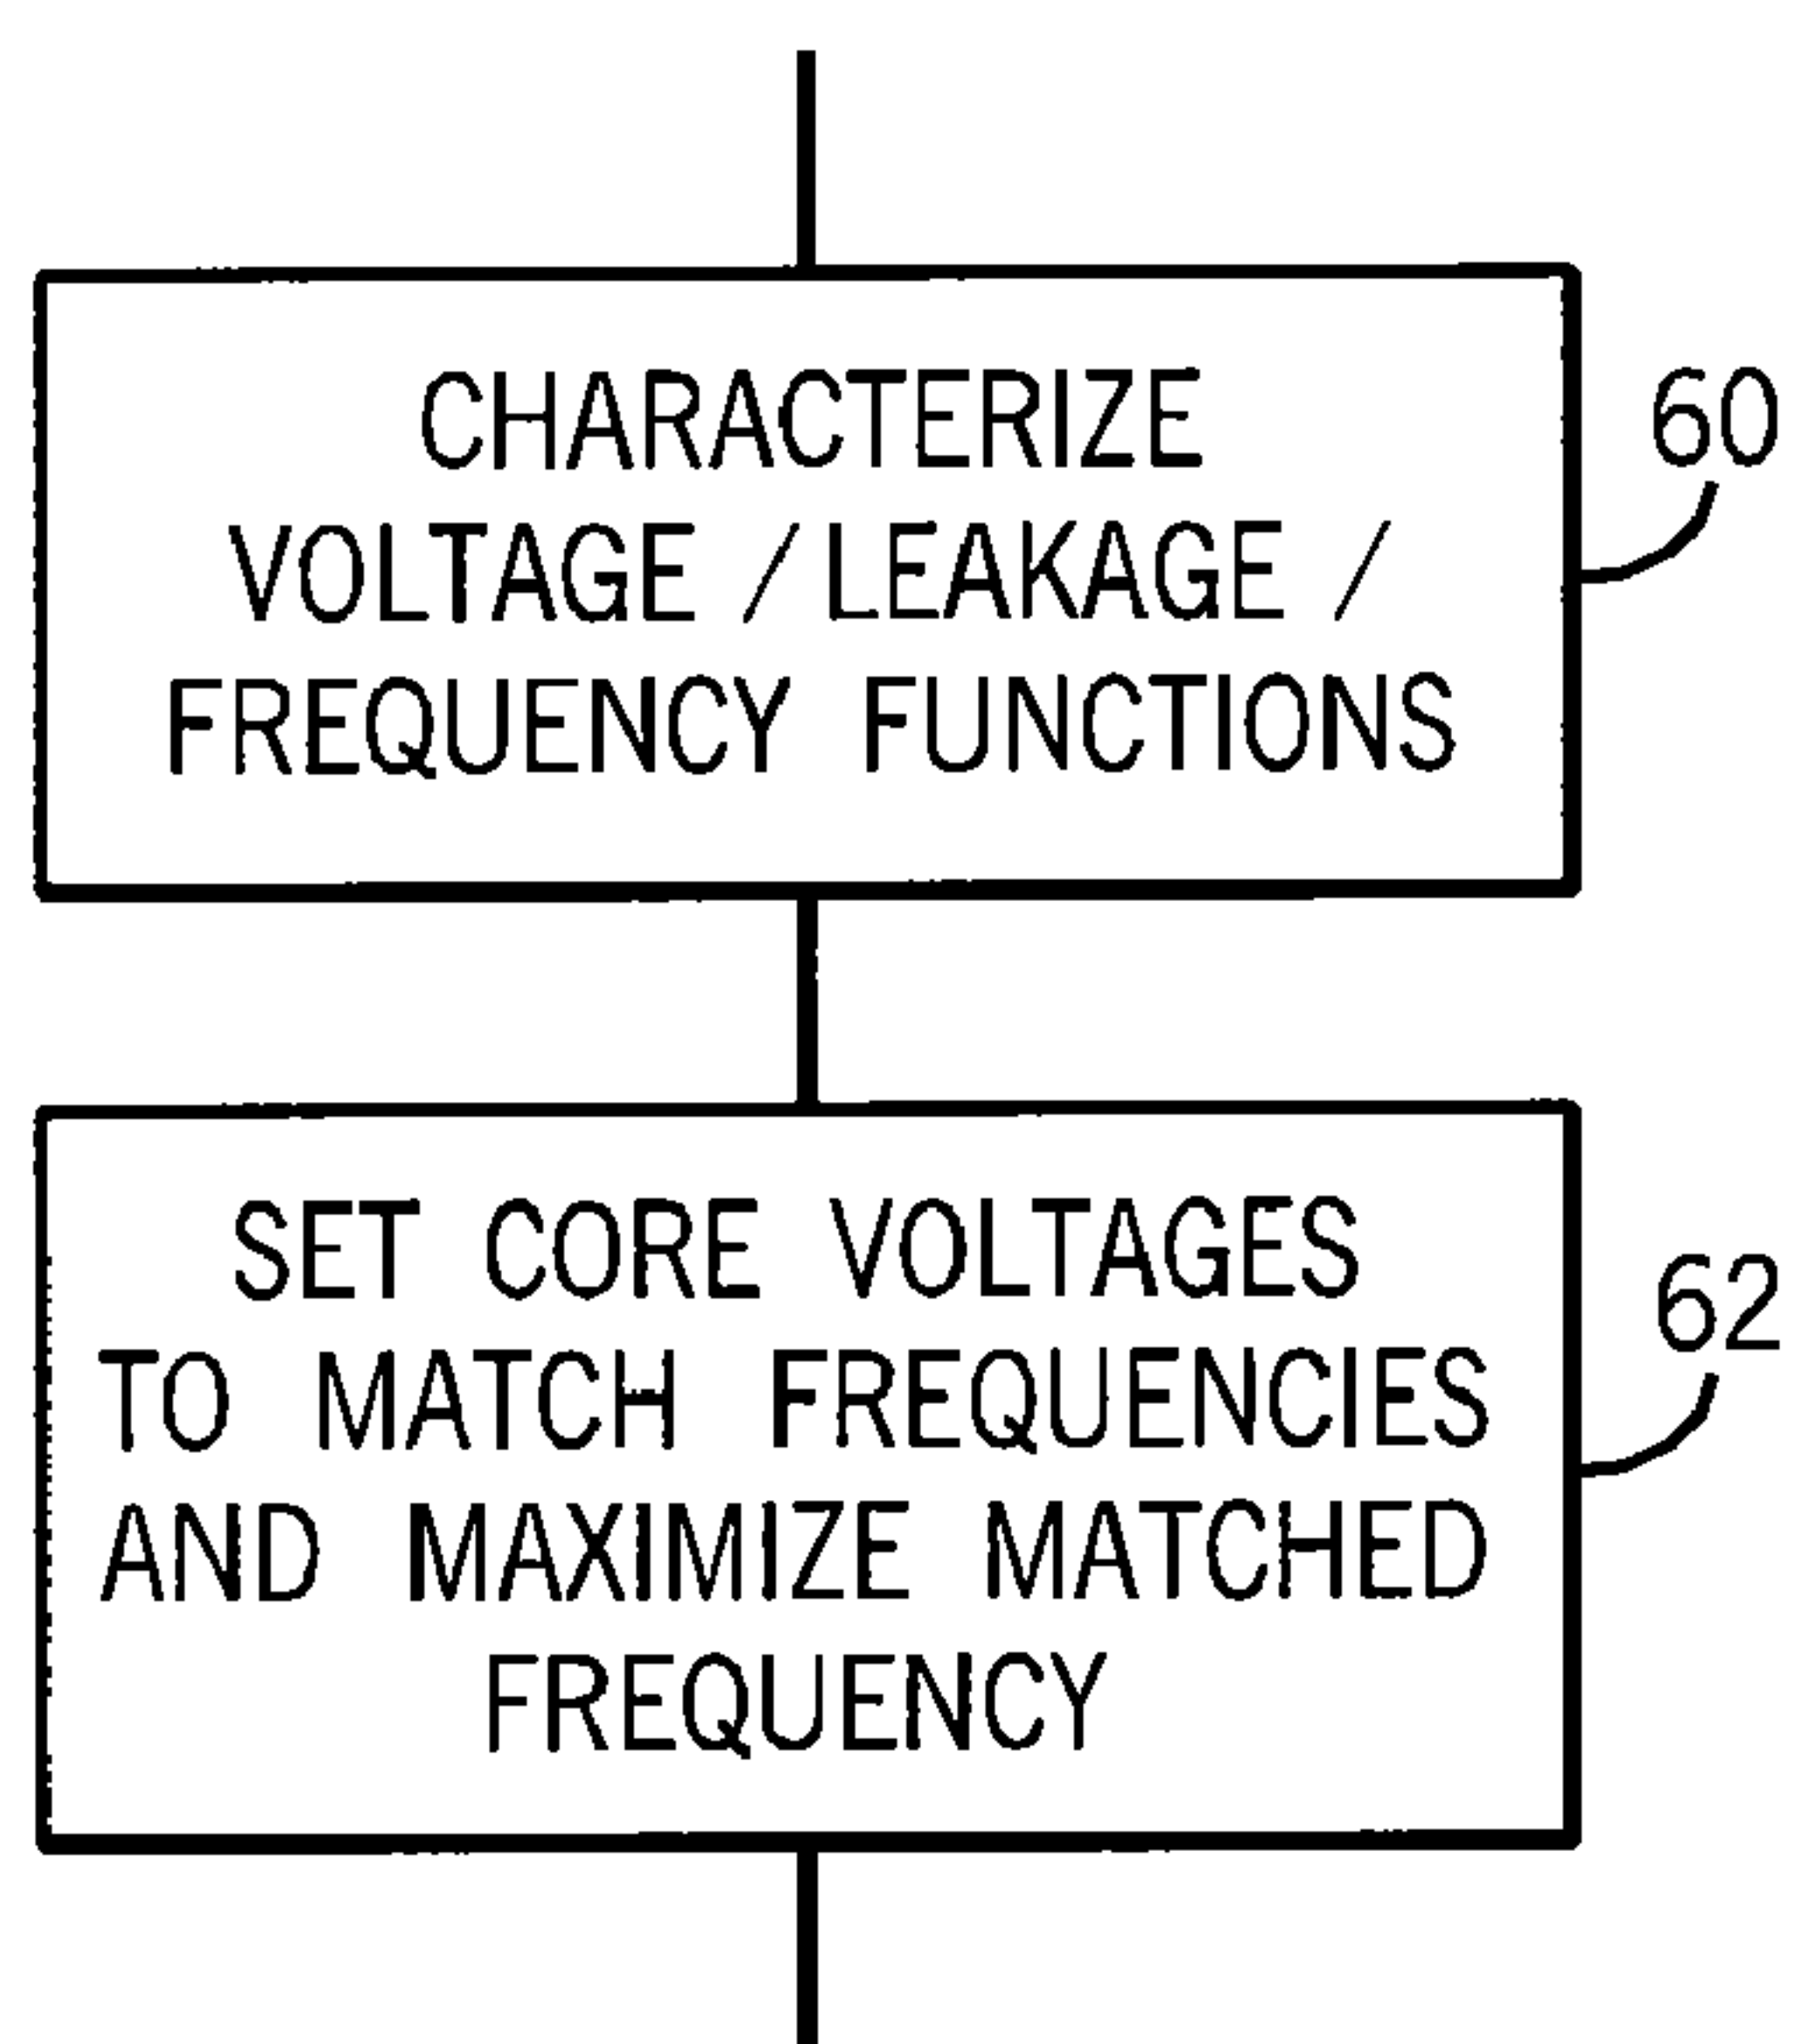 CHARACTERIZE
VOLTAGE / LEAKAGE /
FREQUENCY FUNCTIONS
60
SET CORE VOLTAGES
TO MATCH FREQUENCIES
AND MAXIMIZE MATCHED
FREQUENCY
62